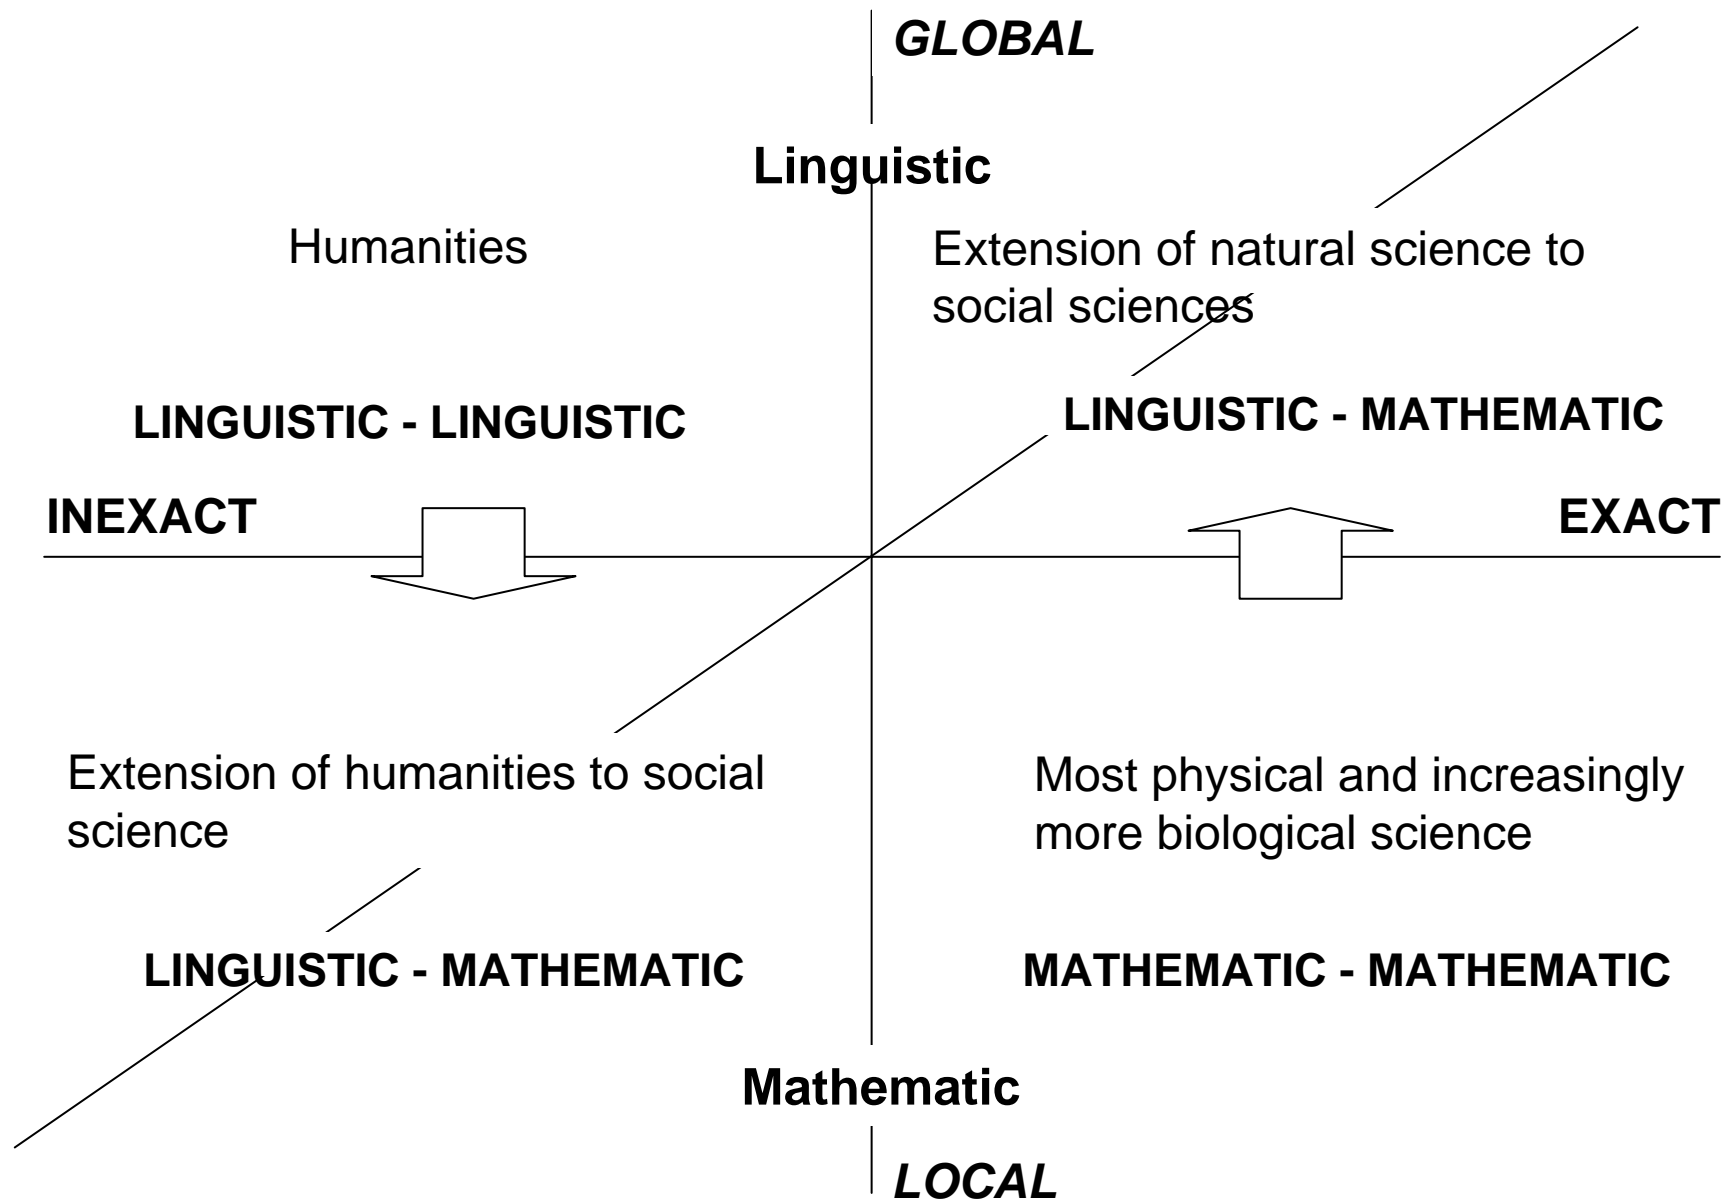 GLOBAL
Linguistic
Humanities
Extension of natural science to
social sciences
LINGUISTIC - LINGUISTIC
LINGUISTIC - MATHEMATIC
INEXACT
EXACT
Extension of humanities to social
science
Most physical and increasingly
more biological science
LINGUISTIC - MATHEMATIC
MATHEMATIC - MATHEMATIC
Mathematic
LOCAL